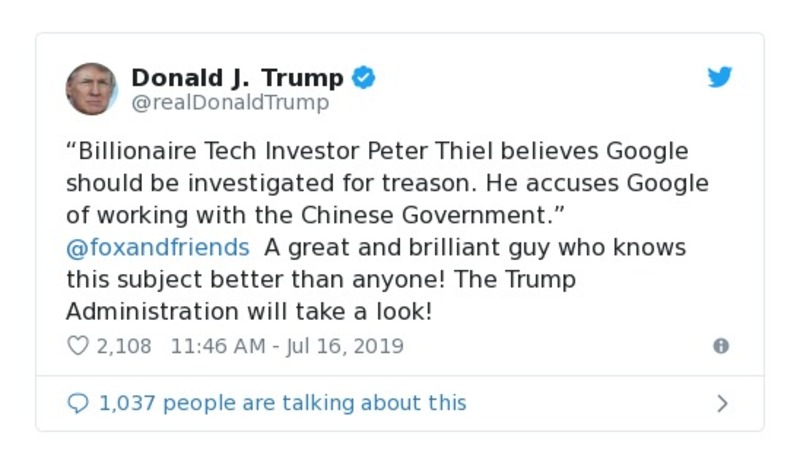 Donald J. Trump
@realDonaldTrump
“Billionaire Tech Investor Peter Thiel believes Google
should be investigated for treason. He accuses Google
of working with the Chinese Government.”
@foxandfriends  A great and brilliant guy who knows
this subject better than anyone! The Trump
Administration will take a look!
2,108 11:46 AM - Jul 16, 2019
1,037 people are talking about this